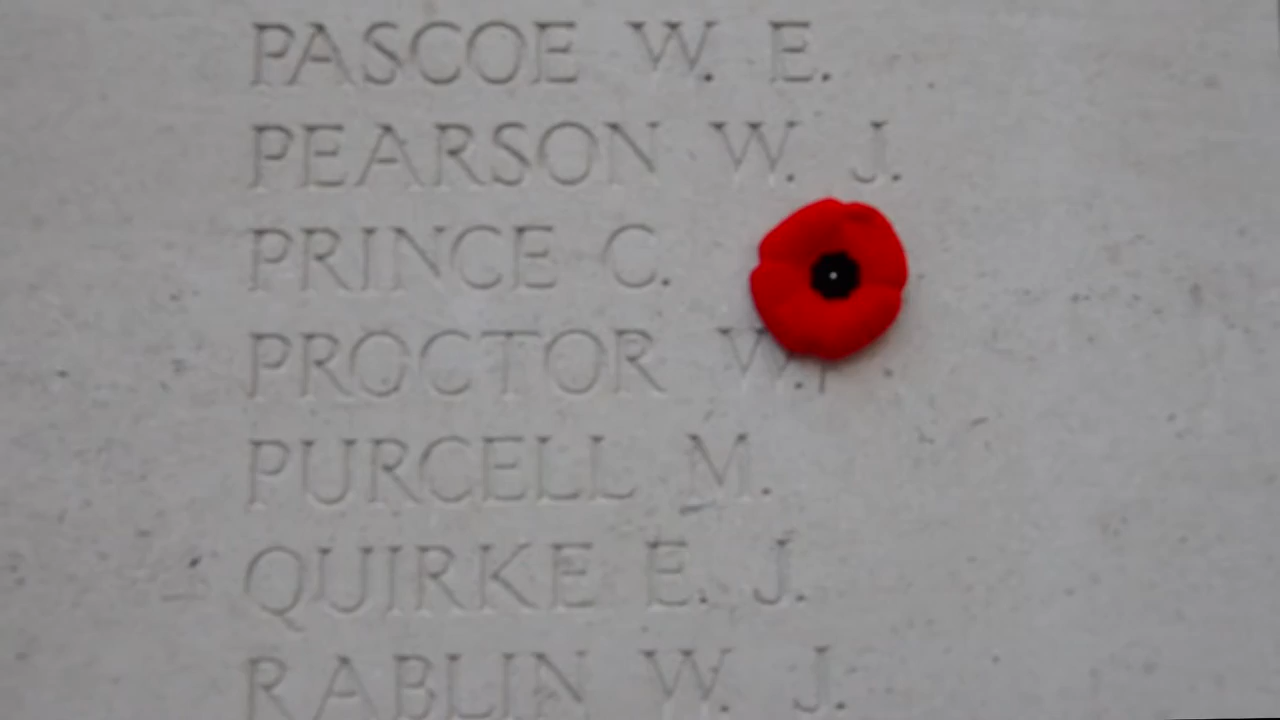 PASCOE W. E.
PEARSON W. J.
PRINCE C.
PROCTOR W.
PURCELL M.
QUIRKE E. J.
RABLIN W. J.